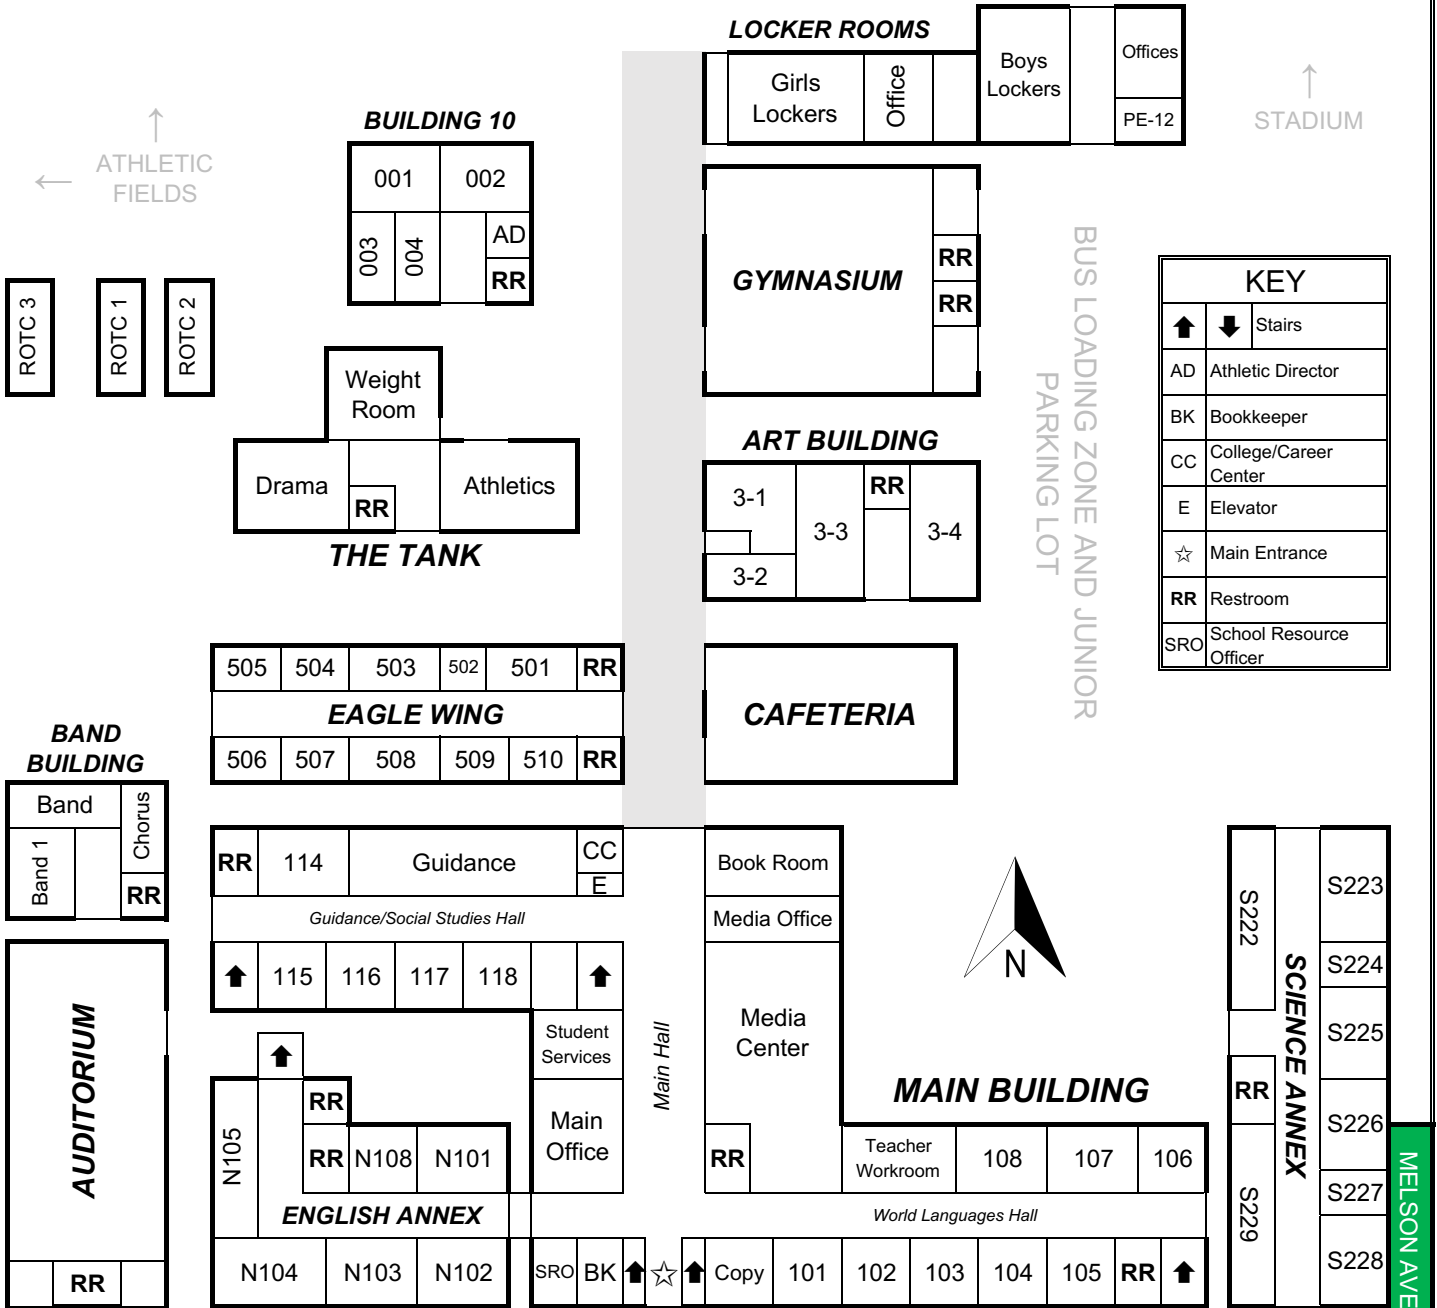 LOCKER ROOMS
Girls
Lockers
Office
Boys
Lockers
Offices
PE-12
↑
STADIUM
↑
← ATHLETIC
FIELDS
BUILDING 10
001
002
003
004
AD
RR
ROTC 3
ROTC 1
ROTC 2
GYMNASIUM
RR
RR
BUS LOADING ZONE AND JUNIOR
PARKING LOT
KEY
Stairs
AD Athletic Director
BK Bookkeeper
CC College/Career
Center
E Elevator
☆ Main Entrance
RR Restroom
SRO School Resource
Officer
Weight
Room
Drama
RR
Athletics
THE TANK
ART BUILDING
3-1
3-2
3-3
RR
3-4
505 504 503 502 501 RR
EAGLE WING
506 507 508 509 510 RR
CAFETERIA
BAND
BUILDING
Band
Band 1
Chorus
RR
RR 114 Guidance CC
E
Guidance/Social Studies Hall
115 116 117 118
Student
Services
Main
Office
Main Hall
Book Room
Media Office
Media
Center
RR
N
MAIN BUILDING
Teacher
Workroom
108 107 106
World Languages Hall
AUDITORIUM
RR
N105
RR
RR N108 N101
ENGLISH ANNEX
N104 N103 N102
SRO BK ☆ Copy 101 102 103 104 105 RR
S222
RR
S229
SCIENCE ANNEX
S223
S224
S225
S226
S227
S228
MELSON AVE